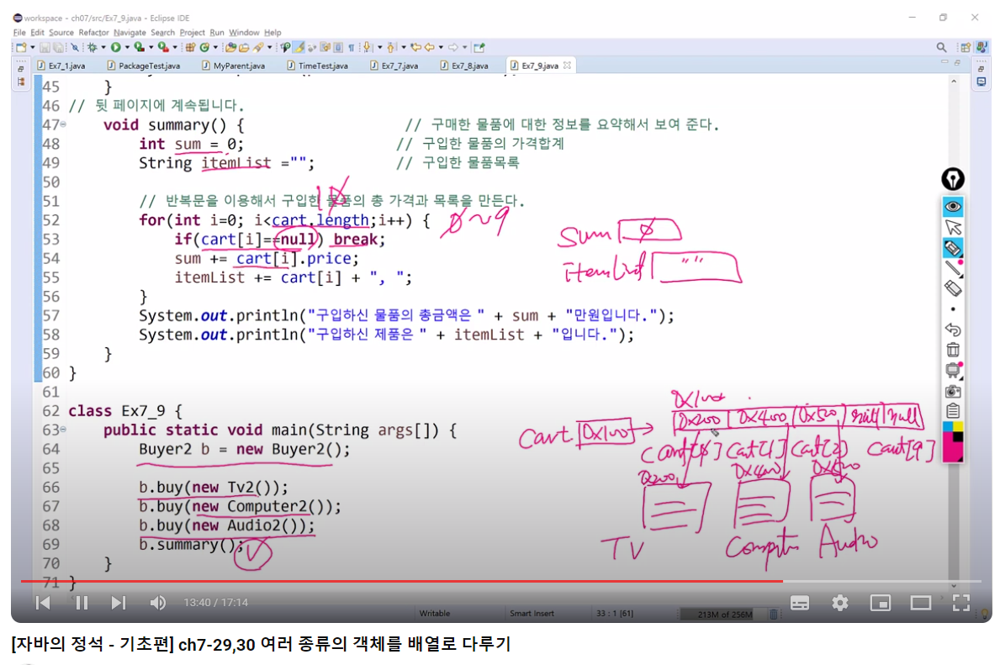 workspace - ch07/src/Ex7_9.java - Eclipse IDE
File Edit Source Refactor Navigate Search Project Run Window Help
Ex7_1.java PackageTest.java MyParent.java TimeTest.java Ex7_7.java Ex7_8.java Ex7_9.java
45 }
46 // 뒷 페이지에 계속됩니다.
47 void summary() { // 구매한 물품에 대한 정보를 요약해서 보여 준다.
48 int sum = 0; // 구입한 물품의 가격합계
49 String itemList =""; // 구입한 물품목록
50
10
51 // 반복문을 이용해서 구입한 물품의 총 가격과 목록을 만든다.
52 for(int i=0; i<cart.length;i++) { 0~9
53 if(cart[i]==null) break;
sum 0
54 sum += cart[i].price;
55 itemList += cart[i] + ", ";
itemList " "
56 }
57 System.out.println("구입하신 물품의 총금액은 " + sum + "만원입니다.");
58 System.out.println("구입하신 제품은 " + itemList + "입니다.");
59 }
60 }
61
62 class Ex7_9 {
63 public static void main(String args[]) {
64 Buyer2 b = new Buyer2();
65
66 b.buy(new Tv2());
67 b.buy(new Computer2());
68 b.buy(new Audio2());
69 b.summary();
70 }
71 }
0x100
Cart 0x100 0x200 0x400 0x500 null null
Cart[0] Cart[1] Cart[2] Cart[9]
0x200 0x400 0x500
TV Computer Audio
13:40 / 17:14
Writable Smart Insert 33 : 1 [61] 213M of 256M
[자바의 정석 - 기초편] ch7-29,30 여러 종류의 객체를 배열로 다루기